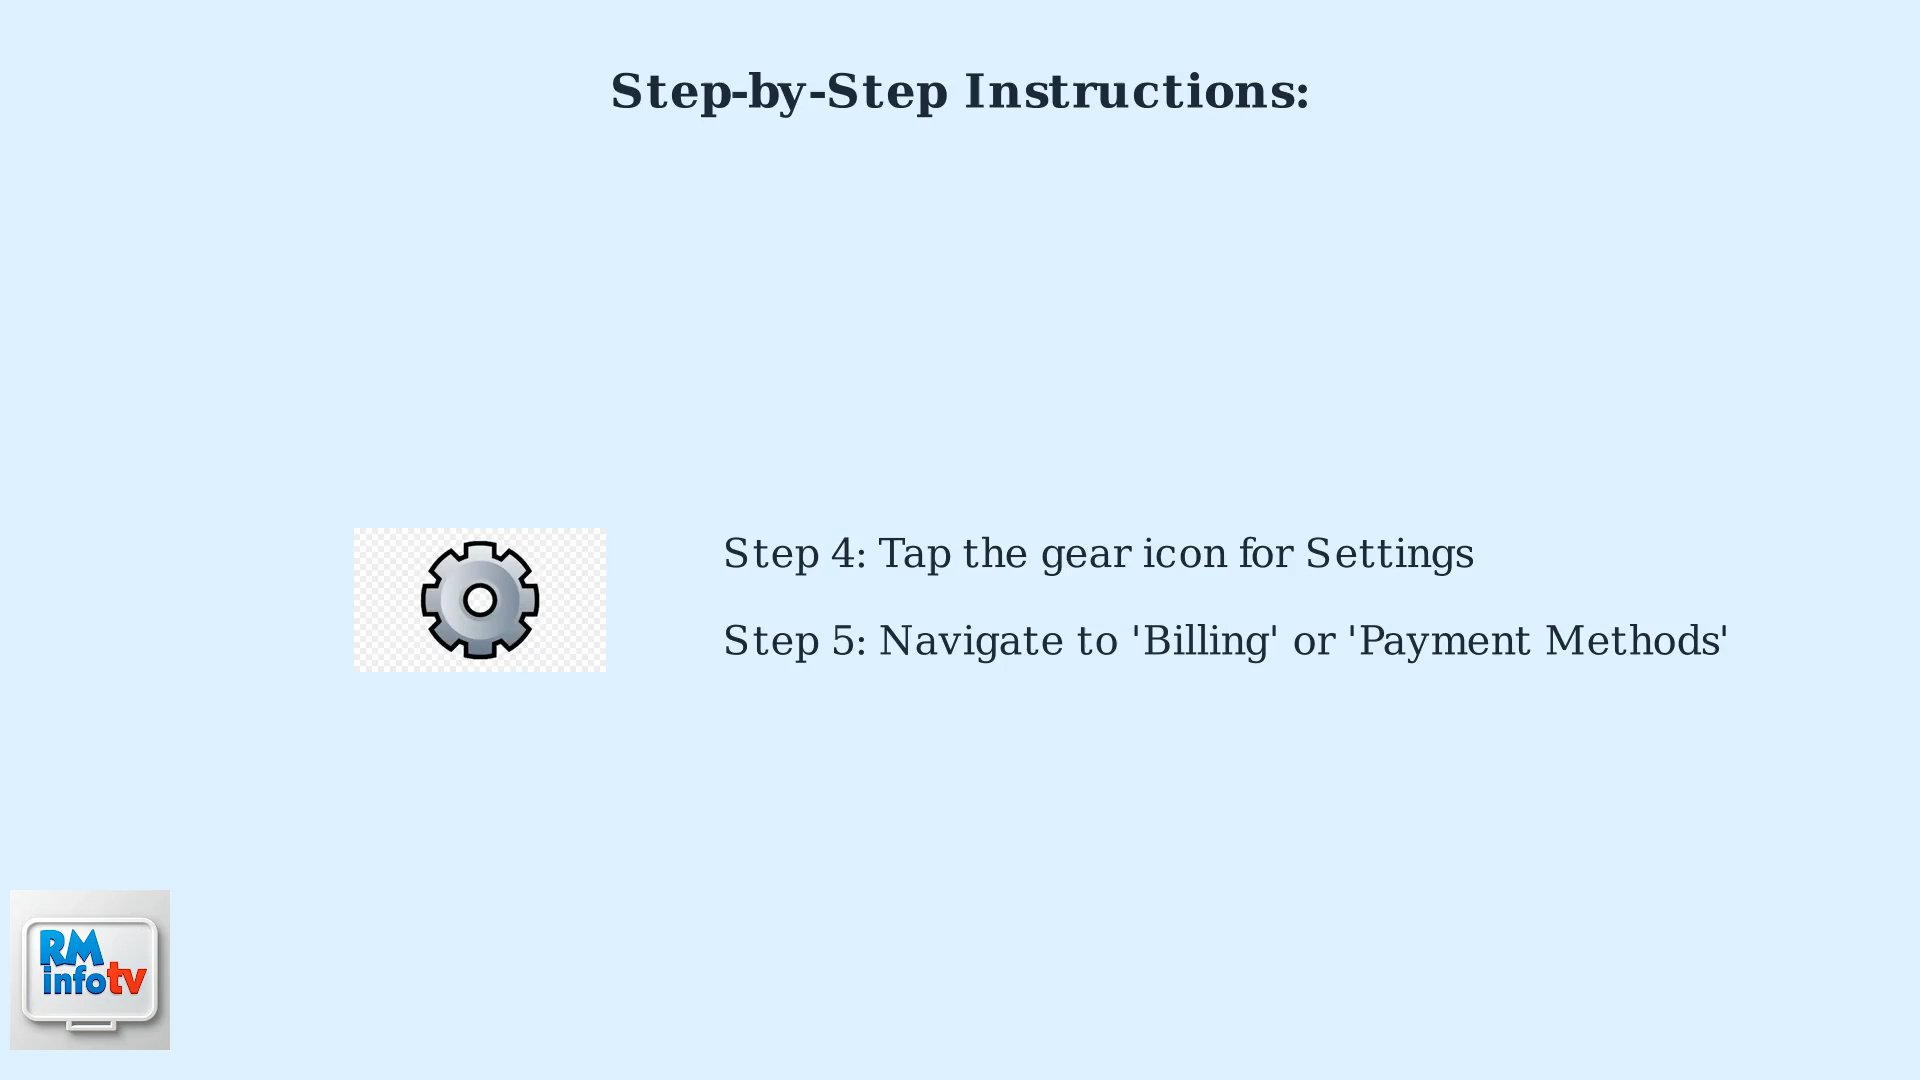 Step-by-Step Instructions:
Step 4: Tap the gear icon for Settings
Step 5: Navigate to 'Billing' or 'Payment Methods'
RM
infotv